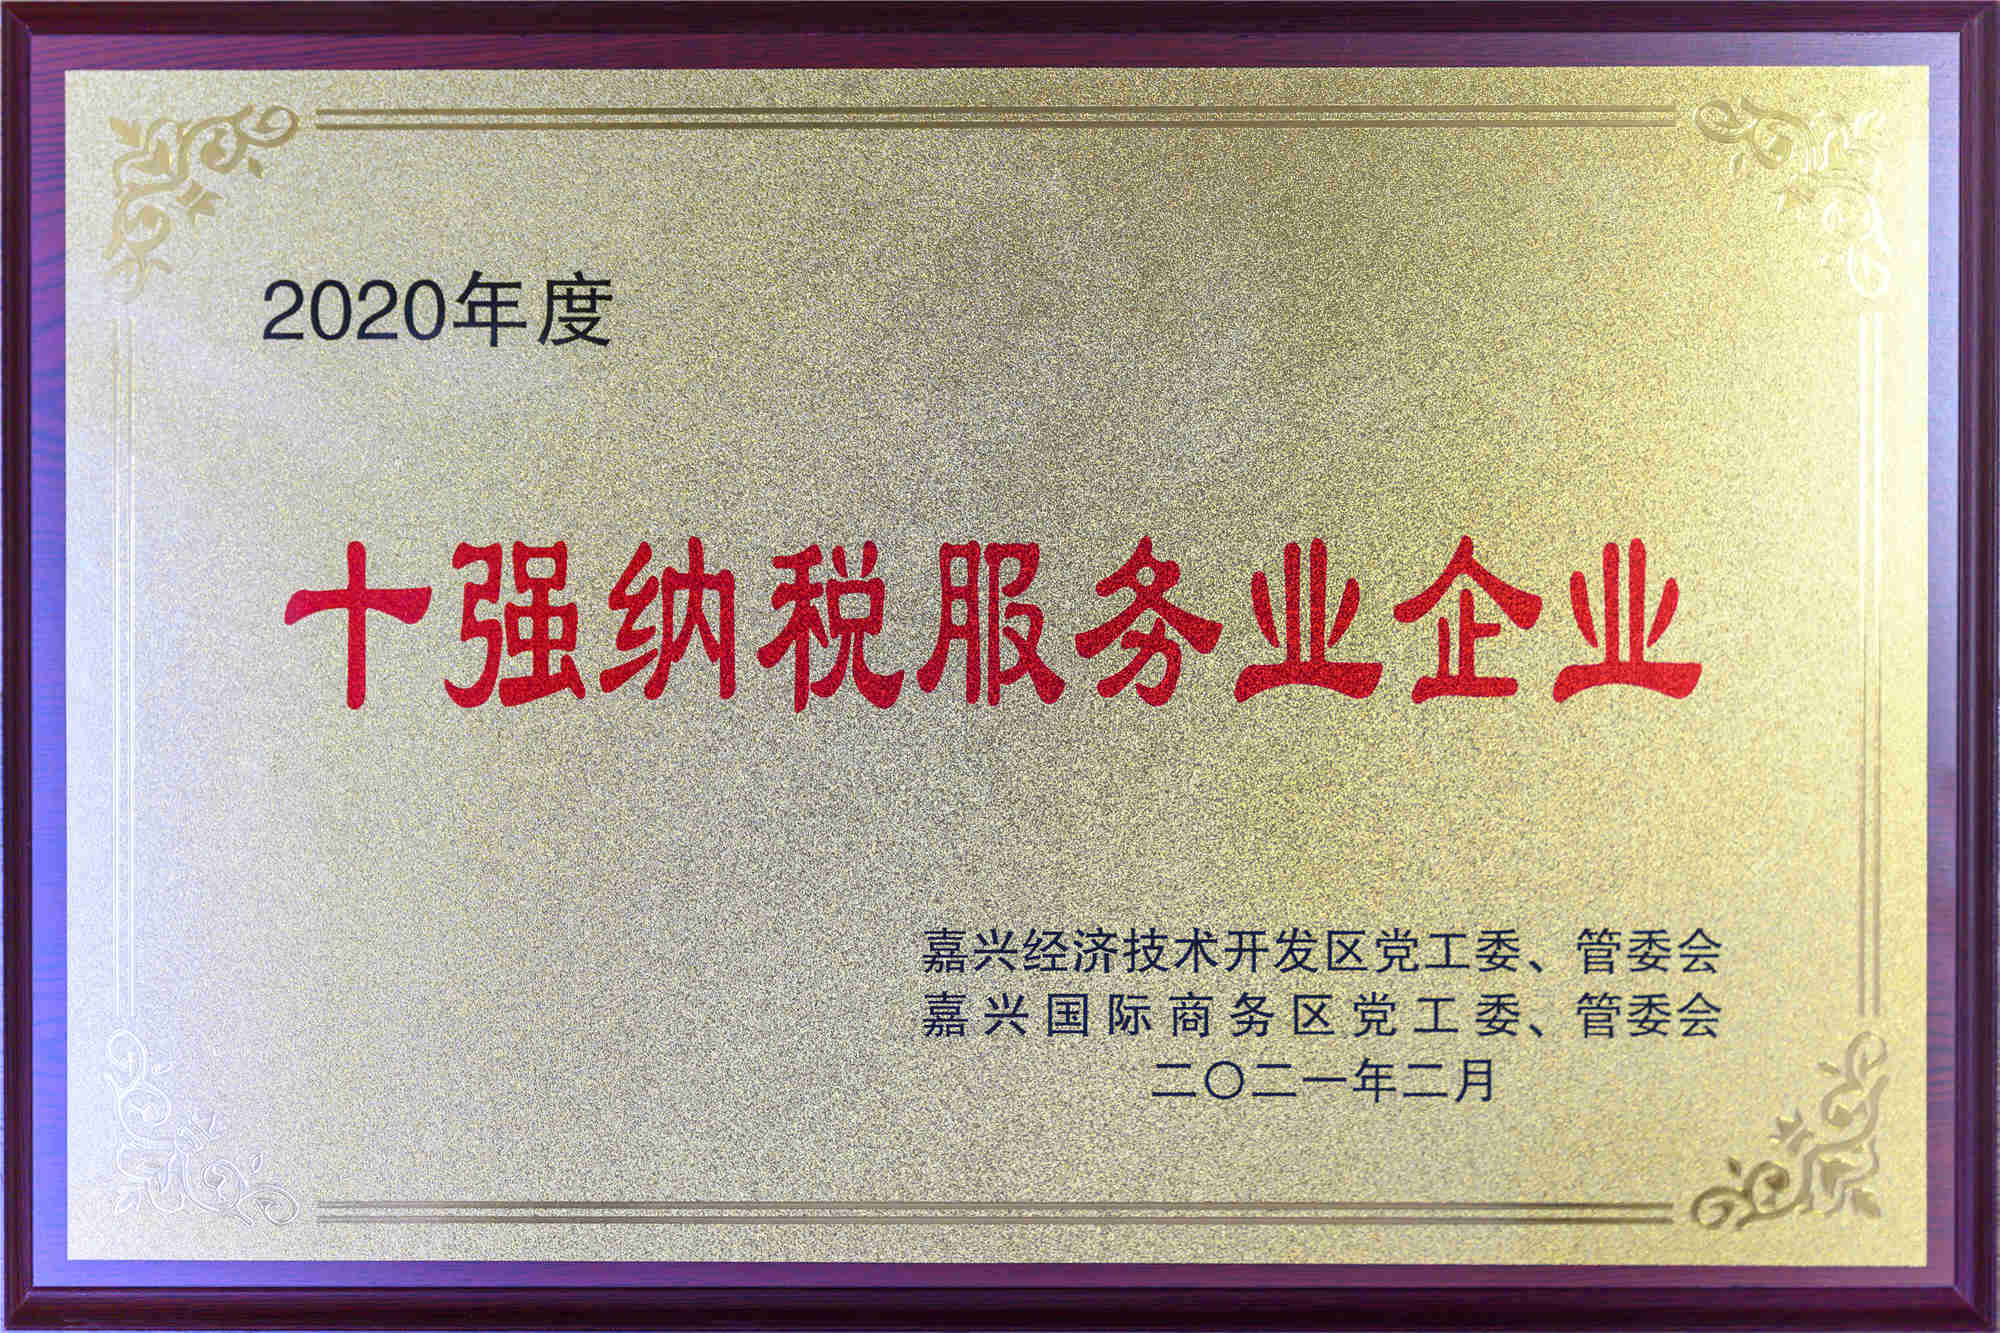 2020年度
十强纳税服务业企业
嘉兴经济技术开发区党工委、管委会
嘉兴国际商务区党工委、管委会
二〇二一年二月